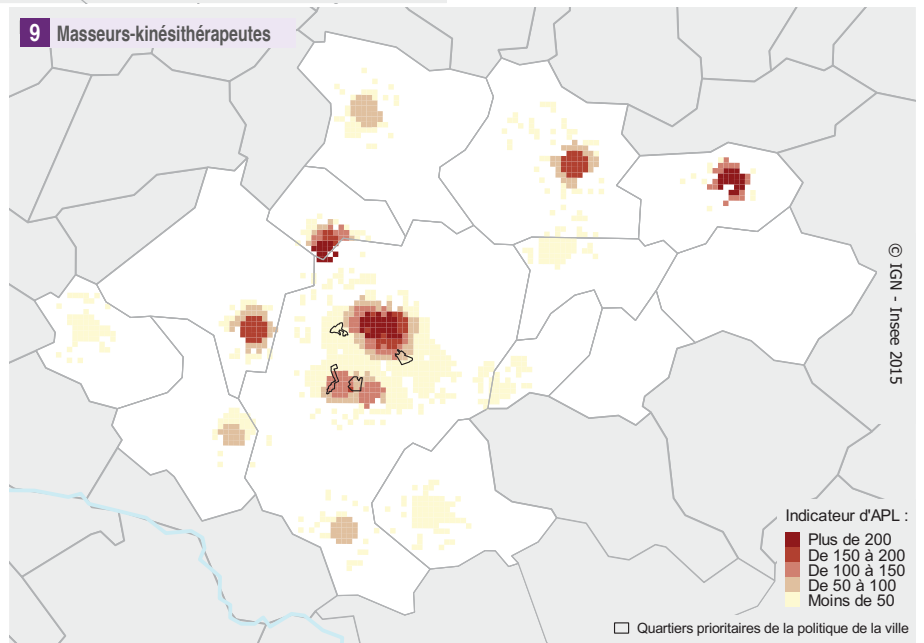 9 Masseurs-kinésithérapeutes
© IGN - Insee 2015
Indicateur d'APL :
Plus de 200
De 150 à 200
De 100 à 150
De 50 à 100
Moins de 50
Quartiers prioritaires de la politique de la ville